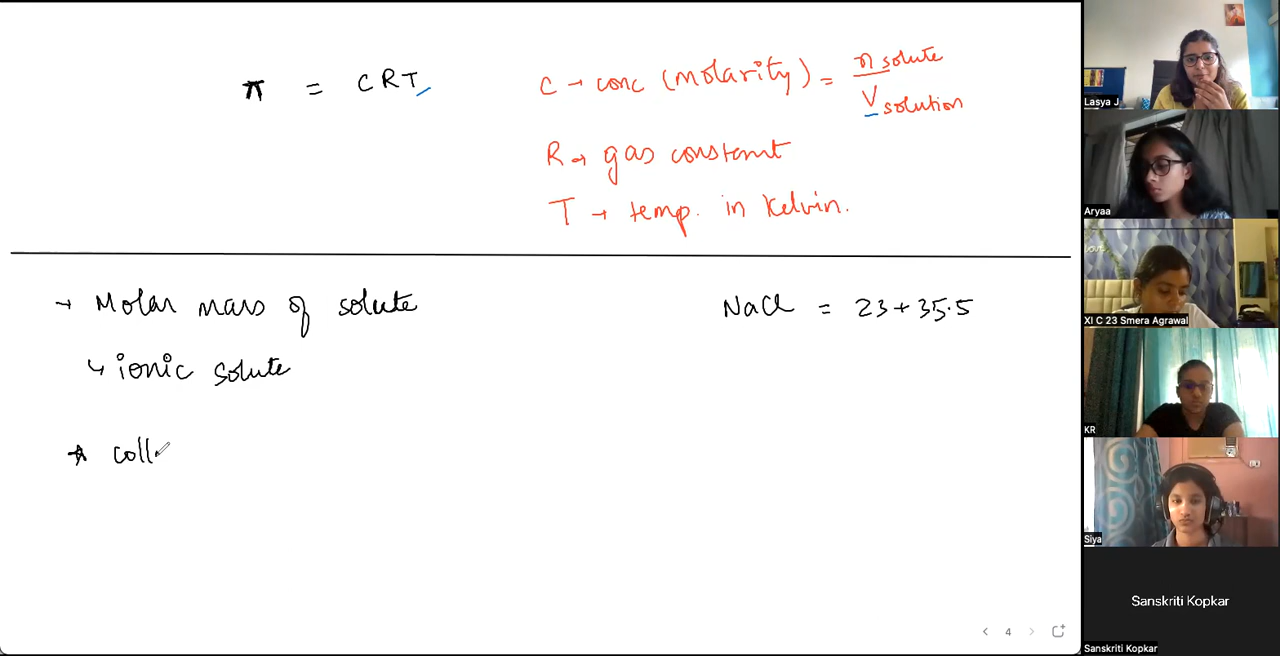 π = CRT
C → conc (molarity) = n solute
V solution
R → gas constant
T → temp. in Kelvin.
→ Molar mass of solute
NaCl = 23 + 35.5
↳ ionic solute
* coll
< 4 >
Lasya J
Aryaa
XI C 23 Smera Agrawal
KR
Siya
Sanskriti Kopkar
Sanskriti Kopkar